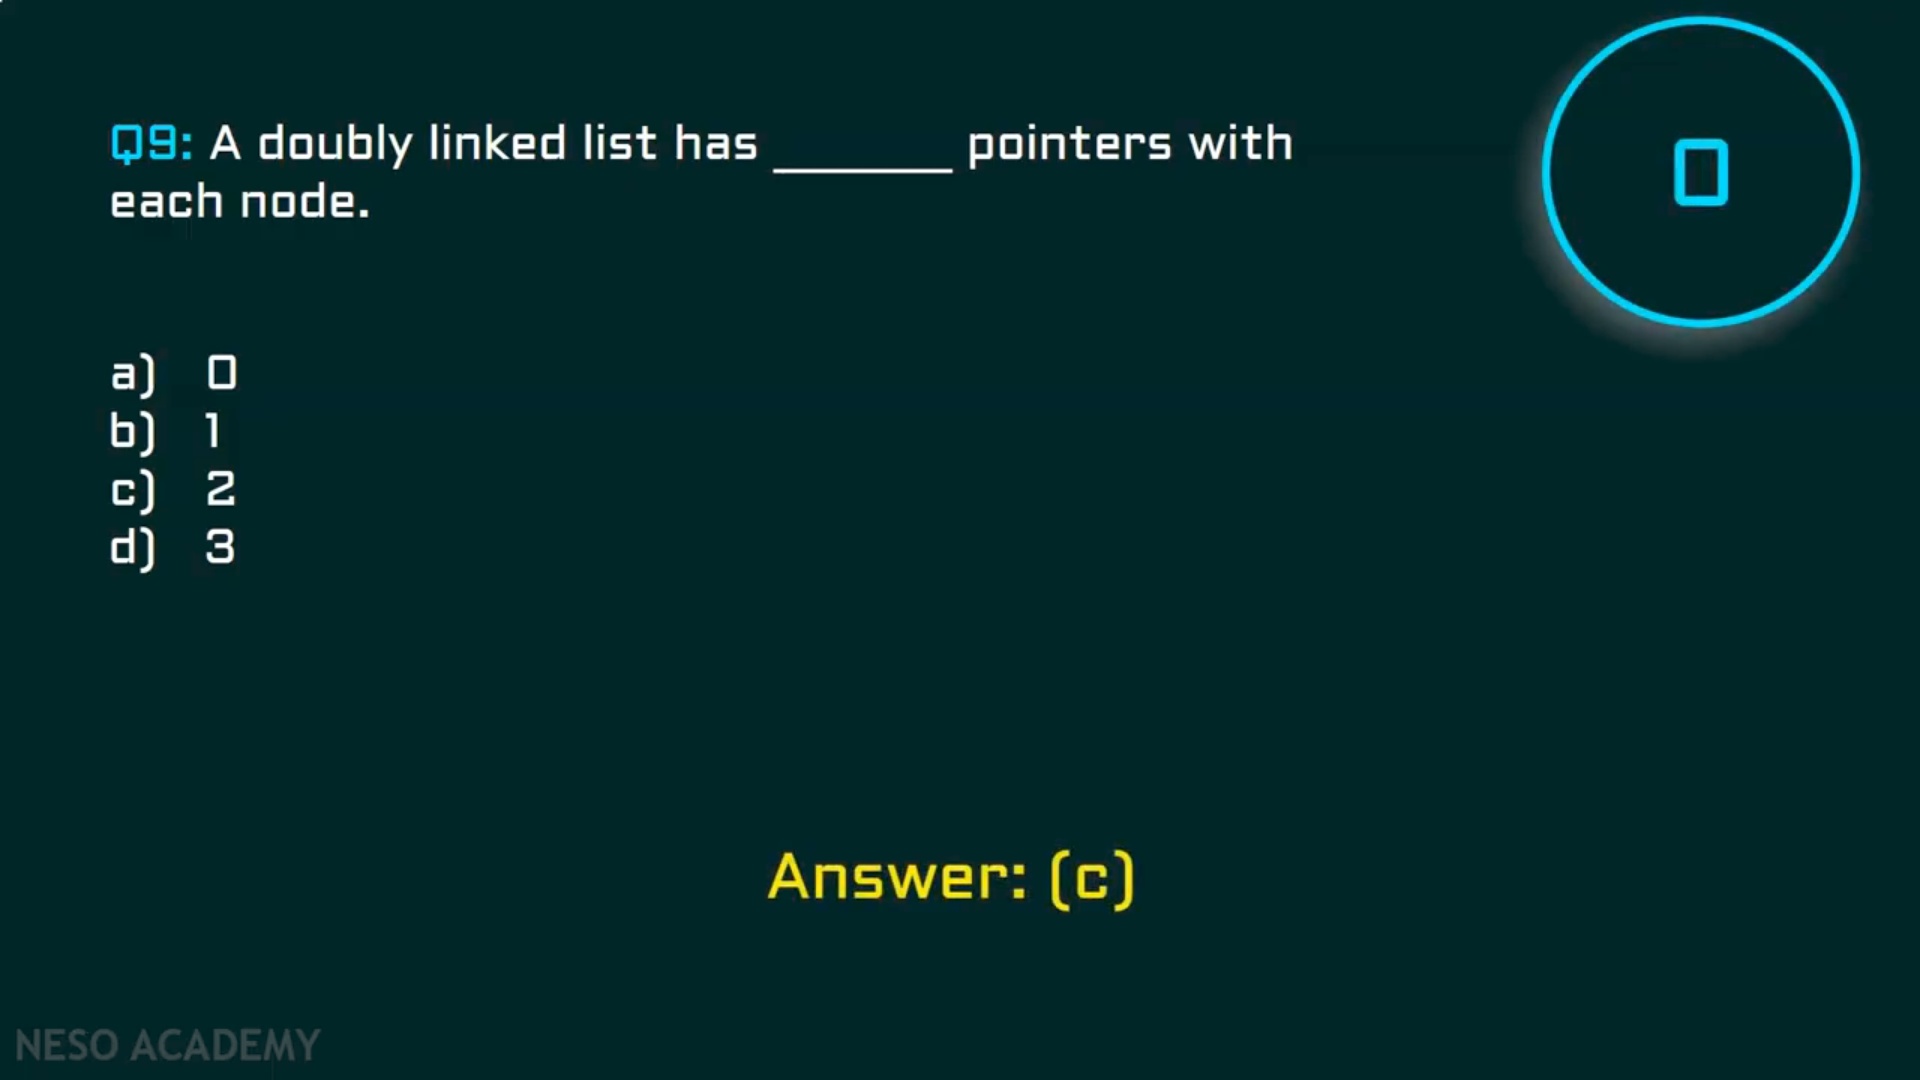 Q9: A doubly linked list has _______ pointers with
each node.
0
a) 0
b) 1
c) 2
d) 3
Answer: (c)
NESO ACADEMY